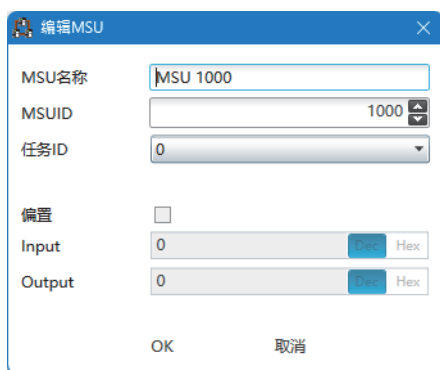 编辑MSU
MSU名称 MSU 1000
MSUID 1000
任务ID 0
偏置
Input 0 Dec Hex
Output 0 Dec Hex
OK 取消